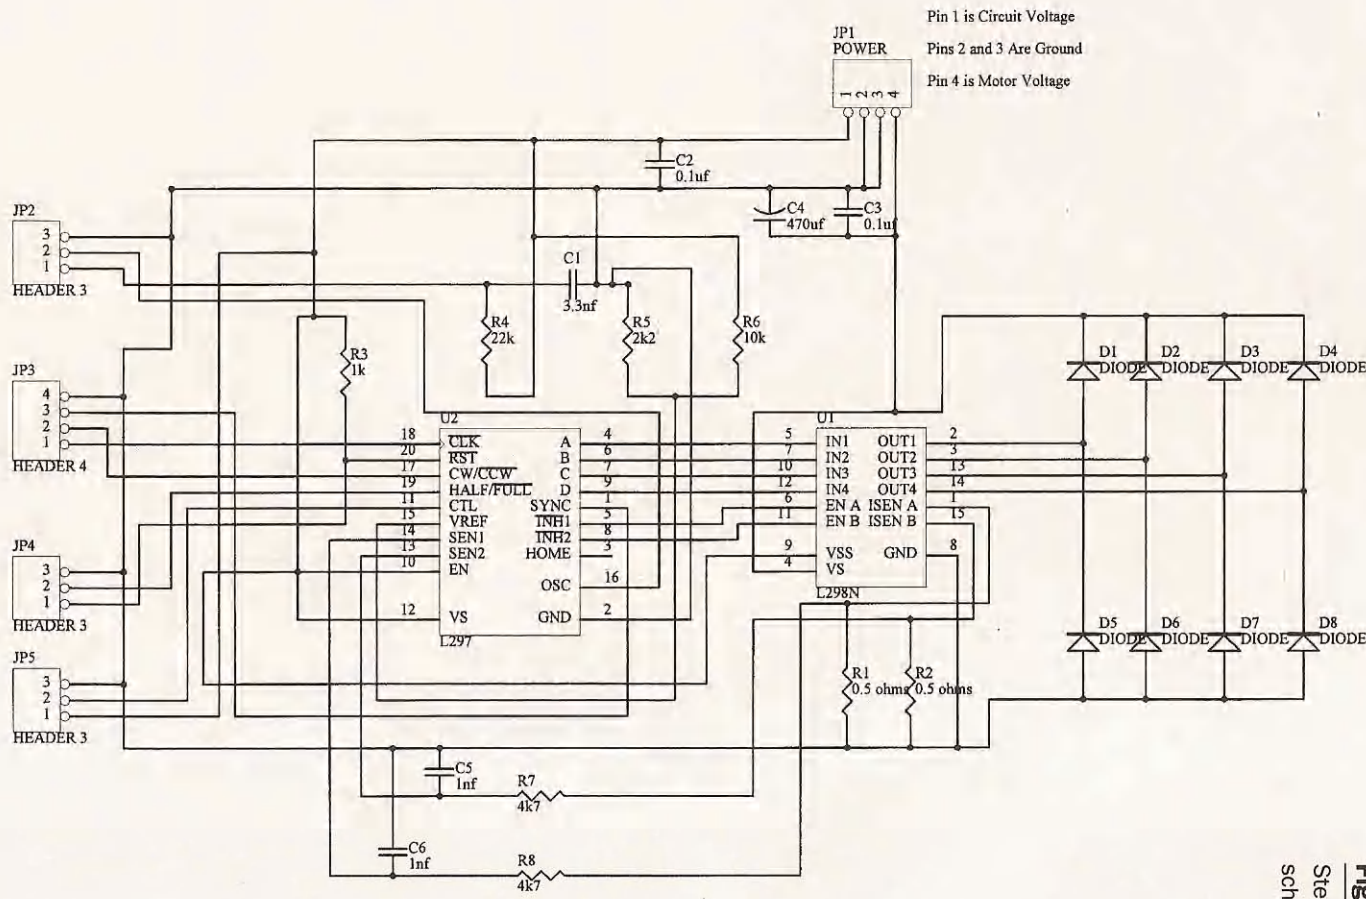 Pin 1 is Circuit Voltage
JP1
POWER
Pins 2 and 3 Are Ground
Pin 4 is Motor Voltage
1 2 3 4
C2
0.1uf
C4
470uf
C3
0.1uf
JP2
3
2
1
HEADER 3
C1
3.3nf
R4
22k
R5
2k2
R6
10k
R3
1k
JP3
4
3
2
1
HEADER 4
JP4
3
2
1
HEADER 3
JP5
3
2
1
HEADER 3
U2
18 CLK A 4
20 RST B 6
17 CW/CCW C 7
19 HALF/FULL D 9
11 CTL SYNC 1
15 VREF INH1 5
14 SEN1 INH2 8
13 SEN2 HOME 3
10 EN
OSC 16
12 VS GND 2
L297
U1
5 IN1 OUT1 2
7 IN2 OUT2 3
10 IN3 OUT3 13
12 IN4 OUT4 14
6 EN A ISEN A 1
11 EN B ISEN B 15
9 VSS GND 8
4 VS
L298N
D1
DIODE
D2
DIODE
D3
DIODE
D4
DIODE
D5
DIODE
D6
DIODE
D7
DIODE
D8
DIODE
R1
0.5 ohms
R2
0.5 ohms
C5
1nf
R7
4k7
C6
1nf
R8
4k7
Fig
Ste
sch